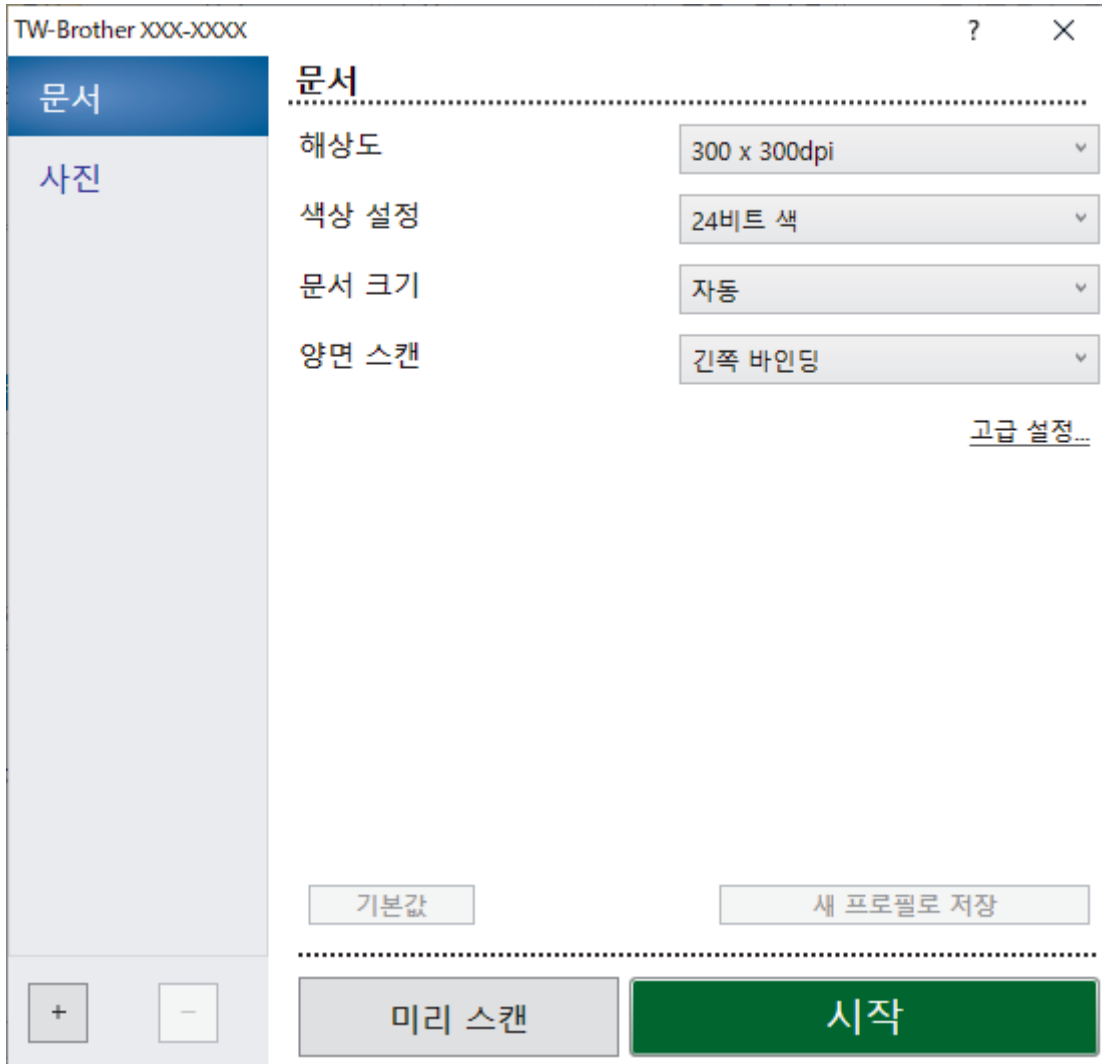 TW-Brother XXX-XXXX ?
문서
사진
문서
해상도 300 x 300dpi
색상 설정 24비트 색
문서 크기 자동
양면 스캔 긴쪽 바인딩
고급 설정...
기본값 새 프로필로 저장
+ − 미리 스캔 시작